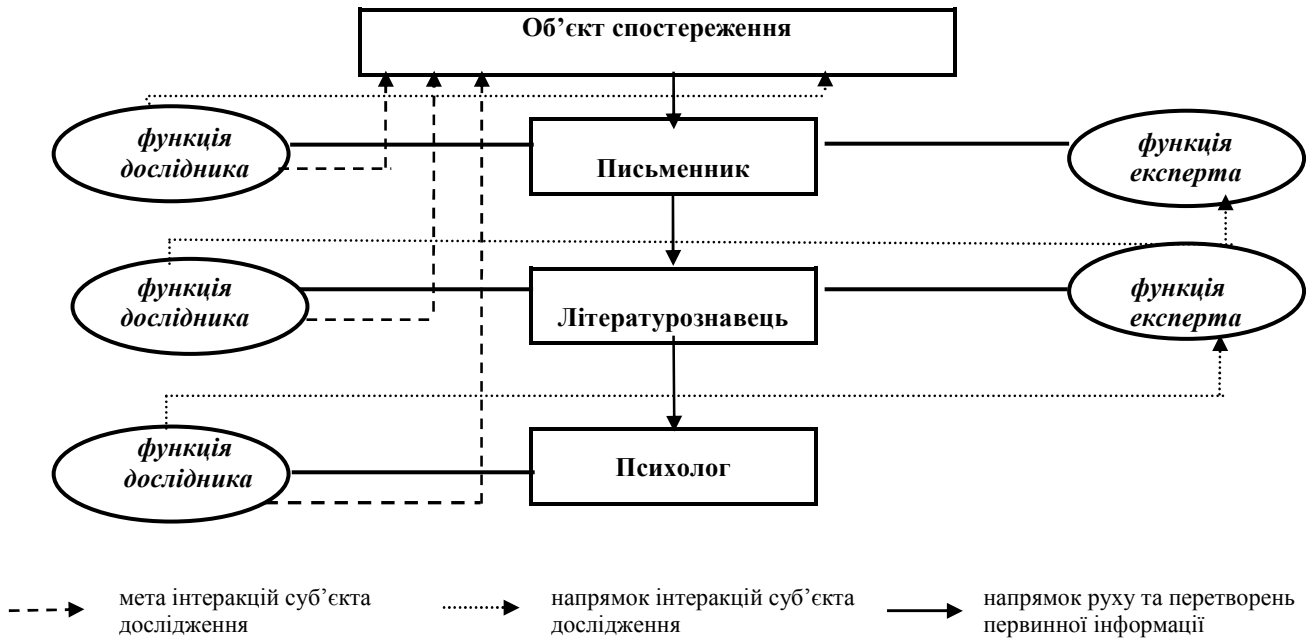 Об’єкт спостереження
функція
дослідника
Письменник
функція
експерта
функція
дослідника
Літературознавець
функція
експерта
функція
дослідника
Психолог
мета інтеракцій суб’єкта
дослідження
напрямок інтеракцій суб’єкта
дослідження
напрямок руху та перетворень
первинної інформації